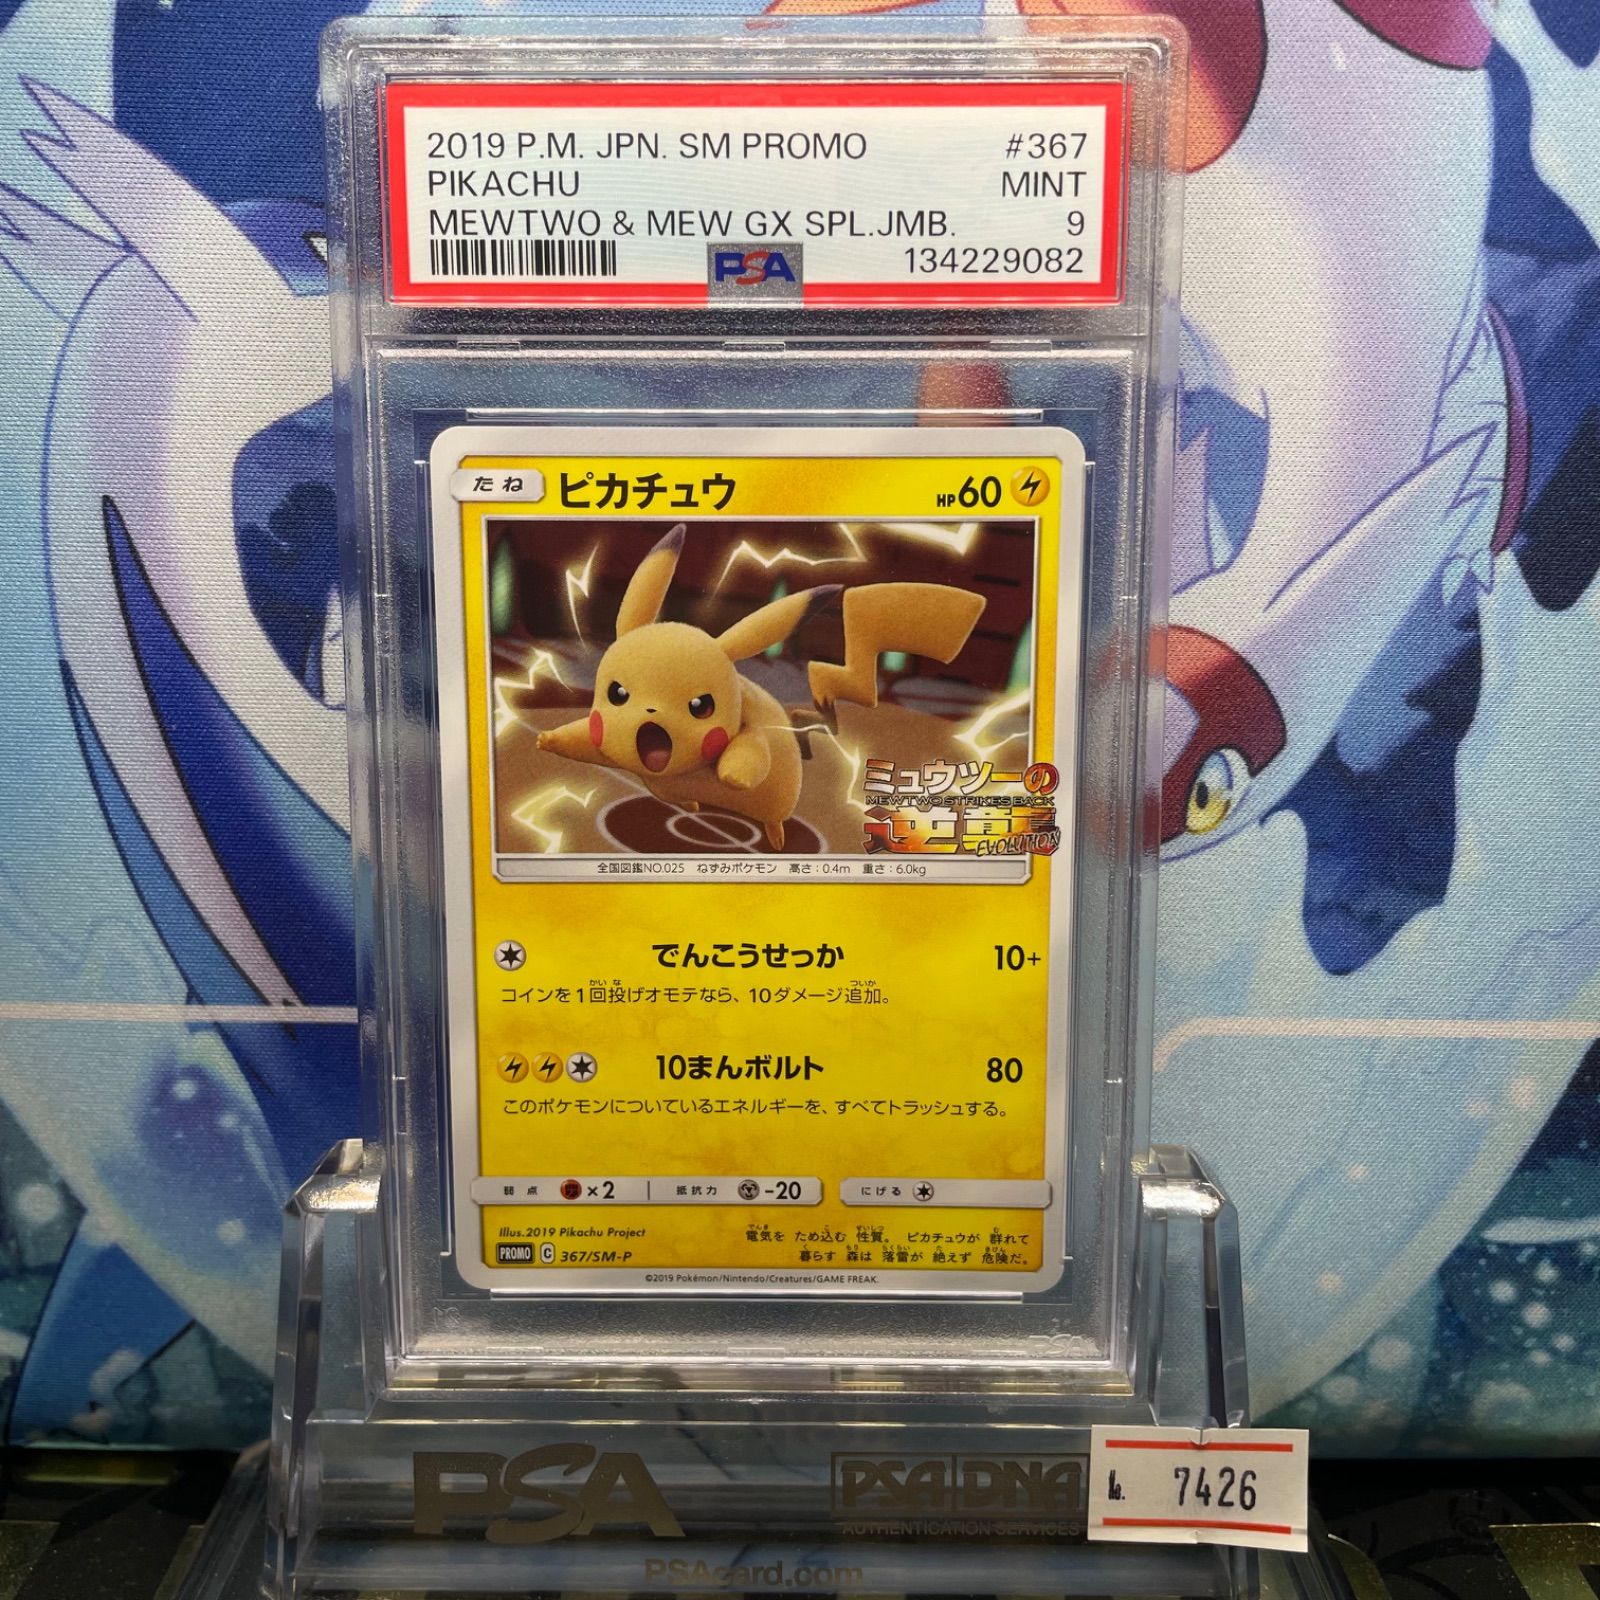 2019 P.M. JPN. SM PROMO #367
PIKACHU MINT
MEWTWO & MEW GX SPL.JMB. 9
PSA 134229082
たね ピカチュウ HP60
ミュウツーの
MEWTWO STRIKES BACK
逆襲
EVOLUTION
全国図鑑NO.025 ねずみポケモン 高さ:0.4m 重さ:6.0kg
でんこうせっか 10+
コインを1回投げオモテなら、10ダメージ追加。
10まんボルト 80
このポケモンについているエネルギーを、すべてトラッシュする。
弱点 ×2 抵抗力 -20 にげる
Illus.2019 Pikachu Project
電気を ため込む 性質。 ピカチュウが 群れて
暮らす 森は 落雷が 絶えず 危険だ。
PROMO C 367/SM-P
©2019 Pokémon/Nintendo/Creatures/GAME FREAK.
PSA PSA DNA
AUTHENTICATION SERVICES
PSAcard.com
No. 7426